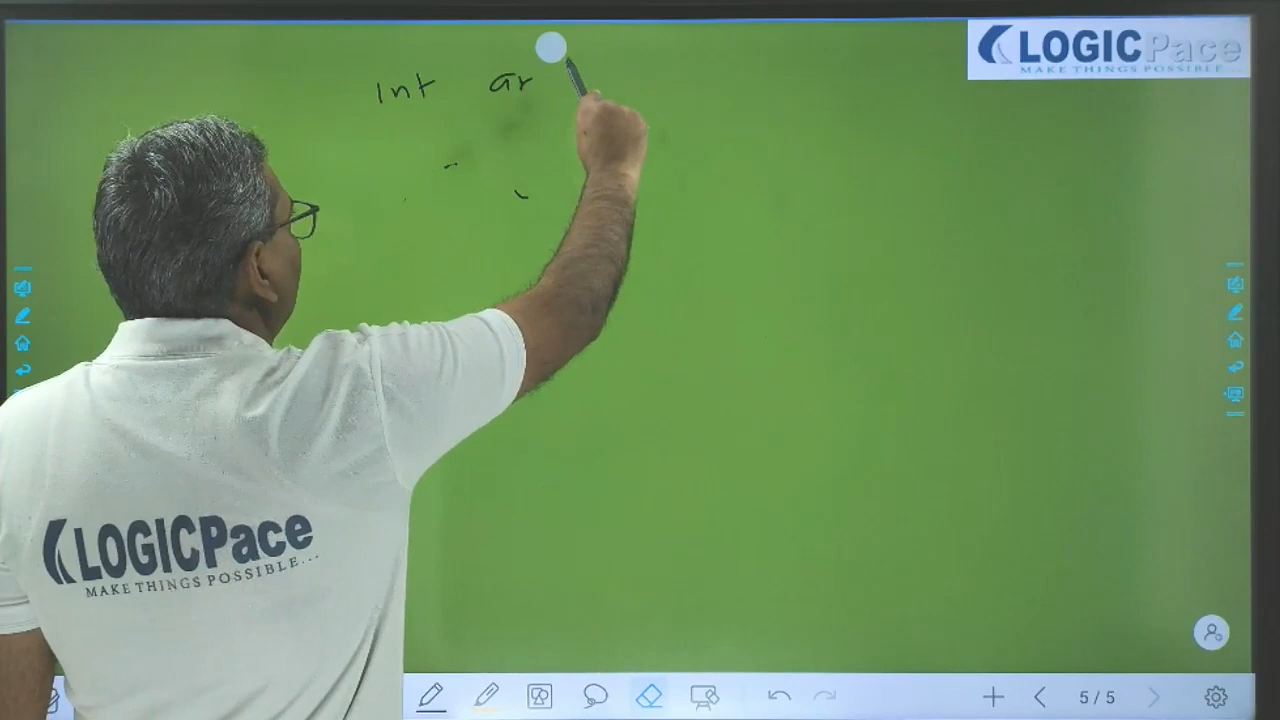 LOGICPace
MAKE THINGS POSSIBLE
Int ar
LOGICPace
MAKE THINGS POSSIBLE...
5 / 5